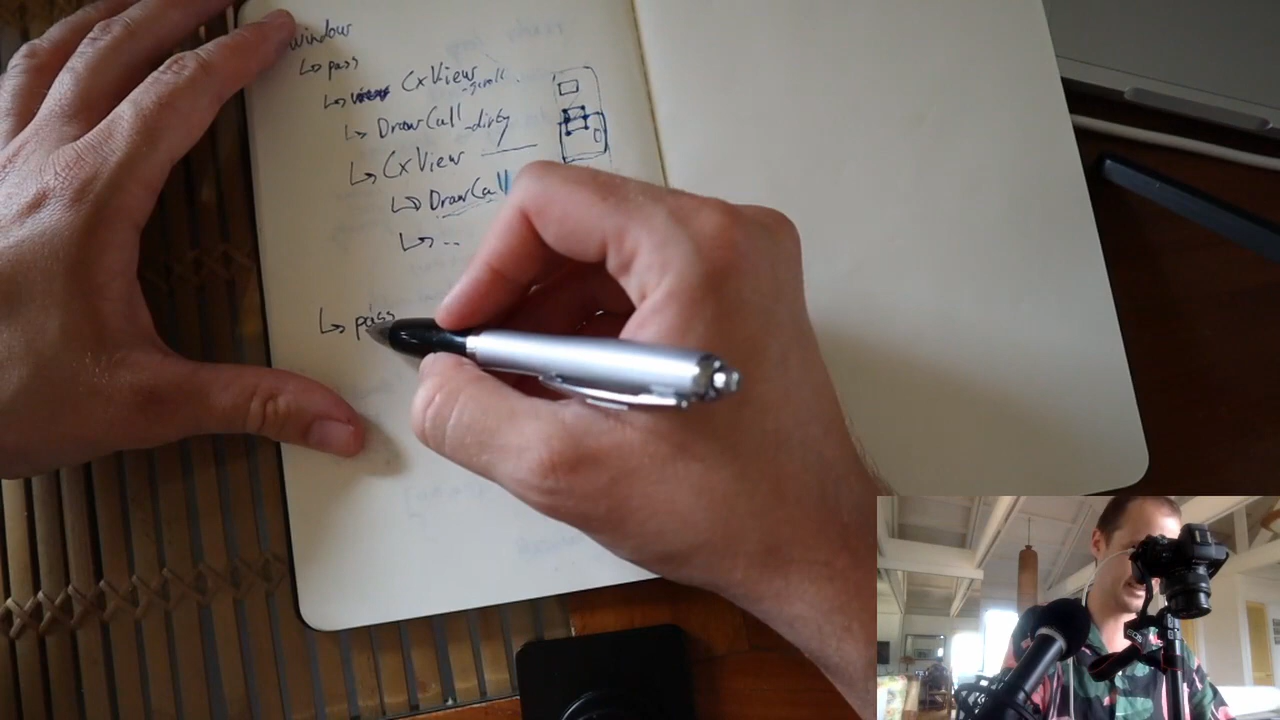 window
↳ pass
↳ CxView -scroll
↳ DrawCall -dirty
↳ CxView
↳ DrawCall
↳ ...
↳ pass